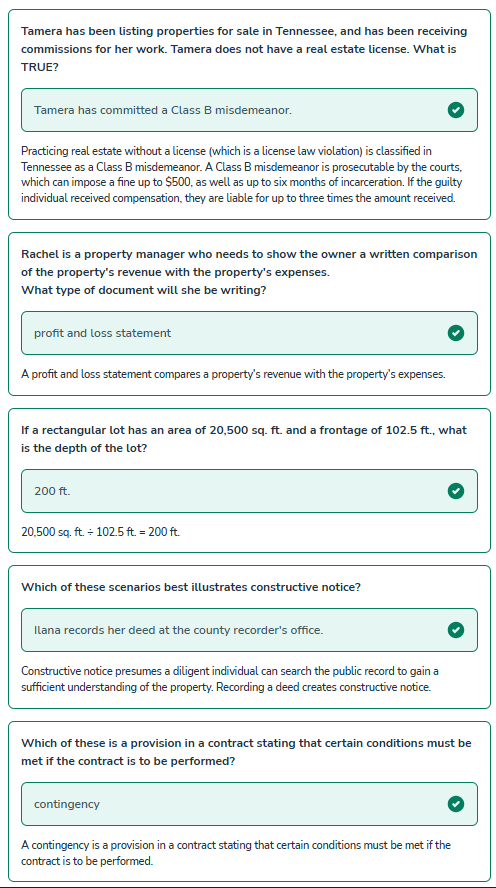 Tamera has been listing properties for sale in Tennessee, and has been receiving
commissions for her work. Tamera does not have a real estate license. What is
TRUE?
Tamera has committed a Class B misdemeanor.
Practicing real estate without a license (which is a license law violation) is classified in
Tennessee as a Class B misdemeanor. A Class B misdemeanor is prosecutable by the courts,
which can impose a fine up to $500, as well as up to six months of incarceration. If the guilty
individual received compensation, they are liable for up to three times the amount received.
Rachel is a property manager who needs to show the owner a written comparison
of the property's revenue with the property's expenses.
What type of document will she be writing?
profit and loss statement
A profit and loss statement compares a property's revenue with the property's expenses.
If a rectangular lot has an area of 20,500 sq. ft. and a frontage of 102.5 ft., what
is the depth of the lot?
200 ft.
20,500 sq. ft. ÷ 102.5 ft. = 200 ft.
Which of these scenarios best illustrates constructive notice?
Ilana records her deed at the county recorder's office.
Constructive notice presumes a diligent individual can search the public record to gain a
sufficient understanding of the property. Recording a deed creates constructive notice.
Which of these is a provision in a contract stating that certain conditions must be
met if the contract is to be performed?
contingency
A contingency is a provision in a contract stating that certain conditions must be met if the
contract is to be performed.